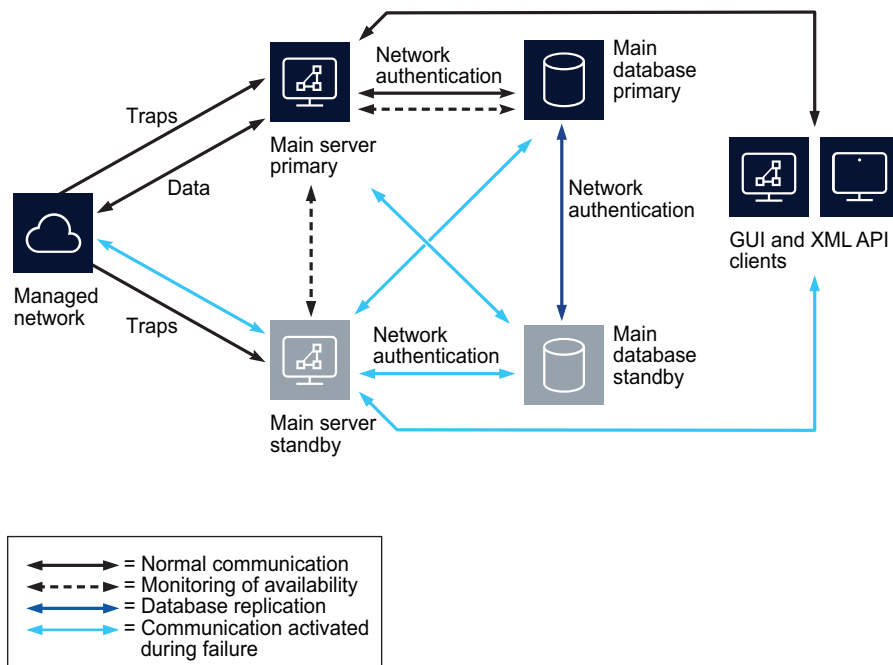 Network
authentication
Main
database
primary
Traps
Main server
primary
Data
Network
authentication
GUI and XML API
clients
Managed
network
Traps
Network
authentication
Main
database
standby
Main server
standby
= Normal communication
= Monitoring of availability
= Database replication
= Communication activated
during failure